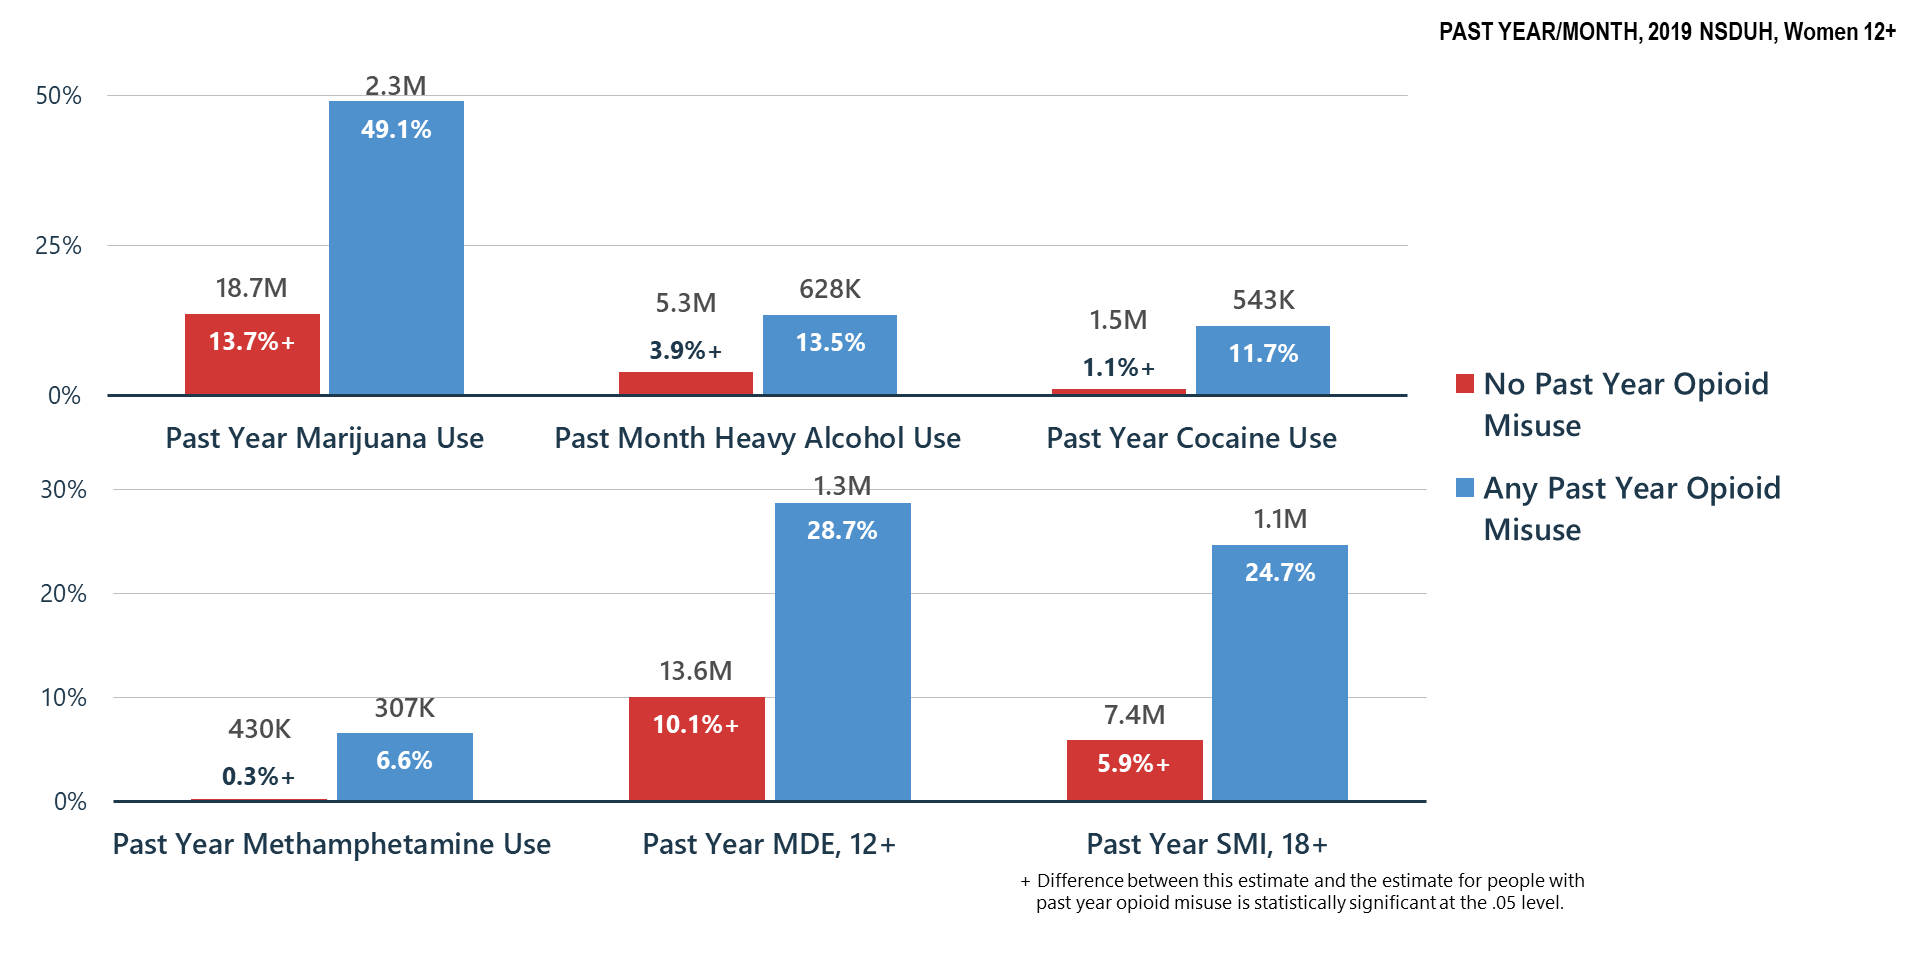 PAST YEAR/MONTH, 2019 NSDUH, Women 12+
50%
25%
0%
2.3M
49.1%
18.7M
13.7%+
5.3M
3.9%+
628K
13.5%
1.5M
1.1%+
543K
11.7%
Past Year Marijuana Use
Past Month Heavy Alcohol Use
Past Year Cocaine Use
No Past Year Opioid
Misuse
Any Past Year Opioid
Misuse
30%
20%
10%
0%
430K
0.3%+
307K
6.6%
13.6M
10.1%+
1.3M
28.7%
7.4M
5.9%+
1.1M
24.7%
Past Year Methamphetamine Use
Past Year MDE, 12+
Past Year SMI, 18+
+ Difference between this estimate and the estimate for people with
past year opioid misuse is statistically significant at the .05 level.